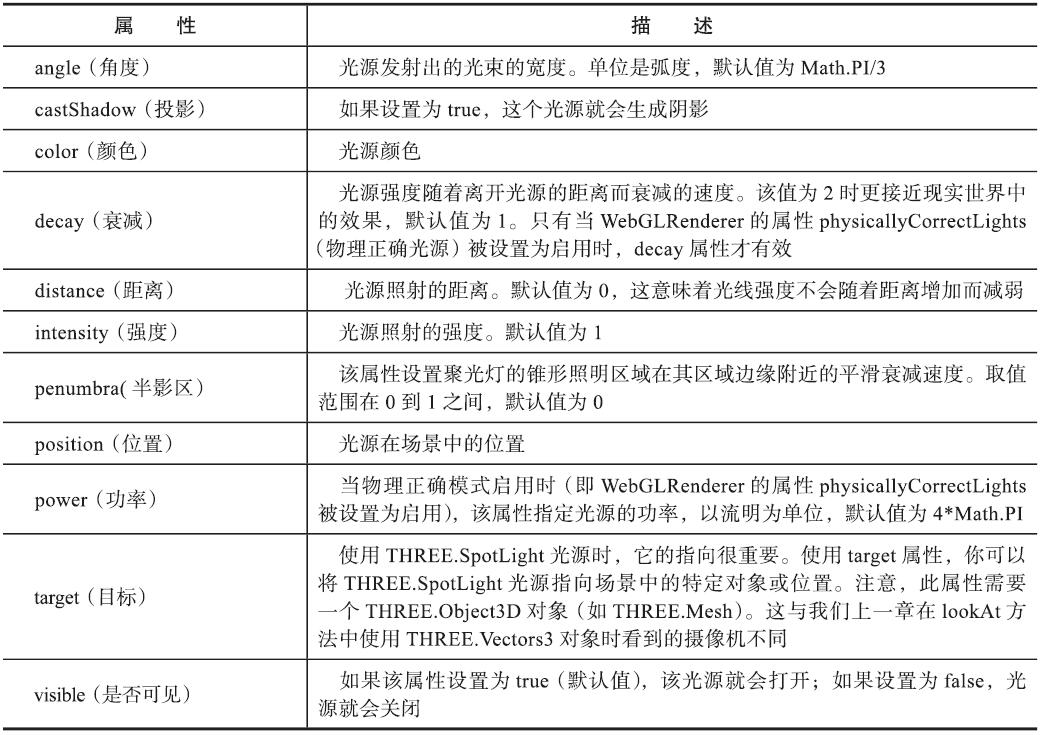 属 性 描 述
angle（角度） 光源发射出的光束的宽度。单位是弧度，默认值为 Math.PI/3
castShadow（投影） 如果设置为 true，这个光源就会生成阴影
color（颜色） 光源颜色
decay（衰减） 光源强度随着离开光源的距离而衰减的速度。该值为 2 时更接近现实世界中
的效果，默认值为 1。只有当 WebGLRenderer 的属性 physicallyCorrectLights
（物理正确光源）被设置为启用时，decay 属性才有效
distance（距离） 光源照射的距离。默认值为 0，这意味着光线强度不会随着距离增加而减弱
intensity（强度） 光源照射的强度。默认值为 1
penumbra( 半影区） 该属性设置聚光灯的锥形照明区域在其区域边缘附近的平滑衰减速度。取值
范围在 0 到 1 之间，默认值为 0
position（位置） 光源在场景中的位置
power（功率） 当物理正确模式启用时（即 WebGLRenderer 的属性 physicallyCorrectLights
被设置为启用），该属性指定光源的功率，以流明为单位，默认值为 4*Math.PI
target（目标） 使用 THREE.SpotLight 光源时，它的指向很重要。使用 target 属性，你可以
将 THREE.SpotLight 光源指向场景中的特定对象或位置。注意，此属性需要
一个 THREE.Object3D 对象（如 THREE.Mesh）。这与我们上一章在 lookAt 方
法中使用 THREE.Vectors3 对象时看到的摄像机不同
visible（是否可见） 如果该属性设置为 true（默认值），该光源就会打开；如果设置为 false，光
源就会关闭